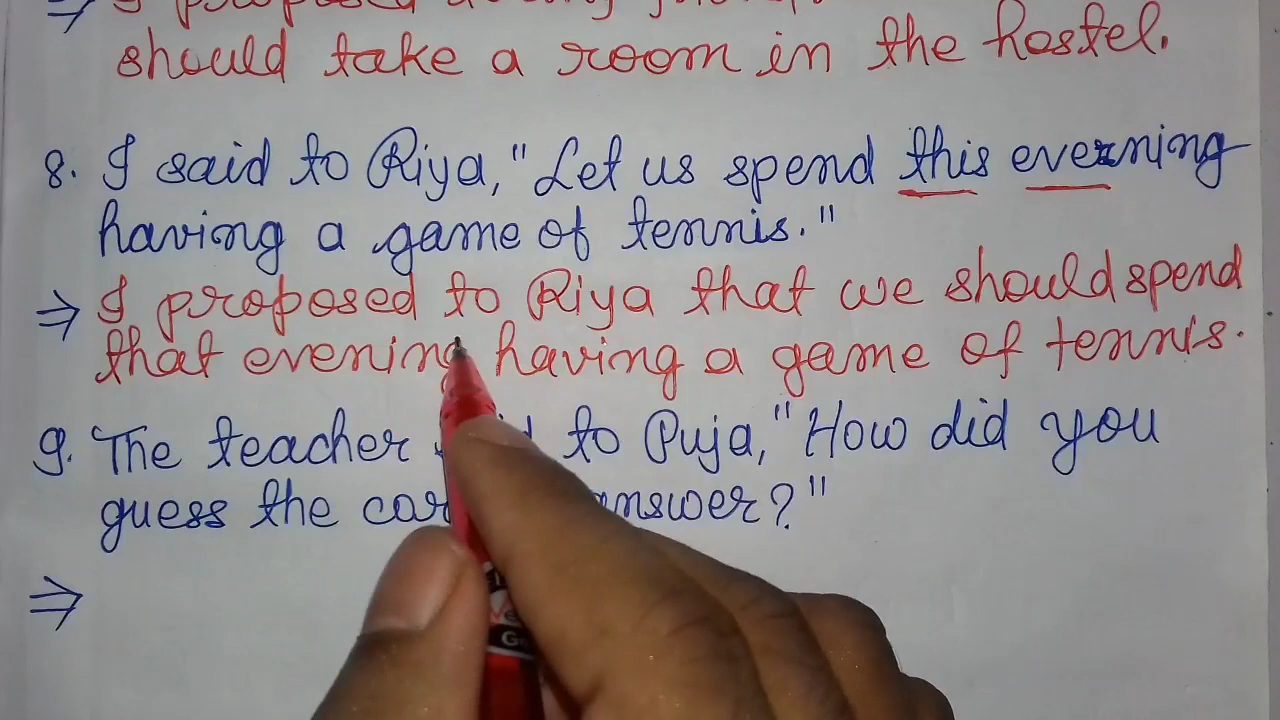 ⇒ I proposed
should take a room in the hostel.
8. I said to Riya, "Let us spend this evening
having a game of tennis."
⇒ I proposed to Riya that we should spend
that evening having a game of tennis.
9. The teacher to Puja, "How did you
guess the answer?"
⇒